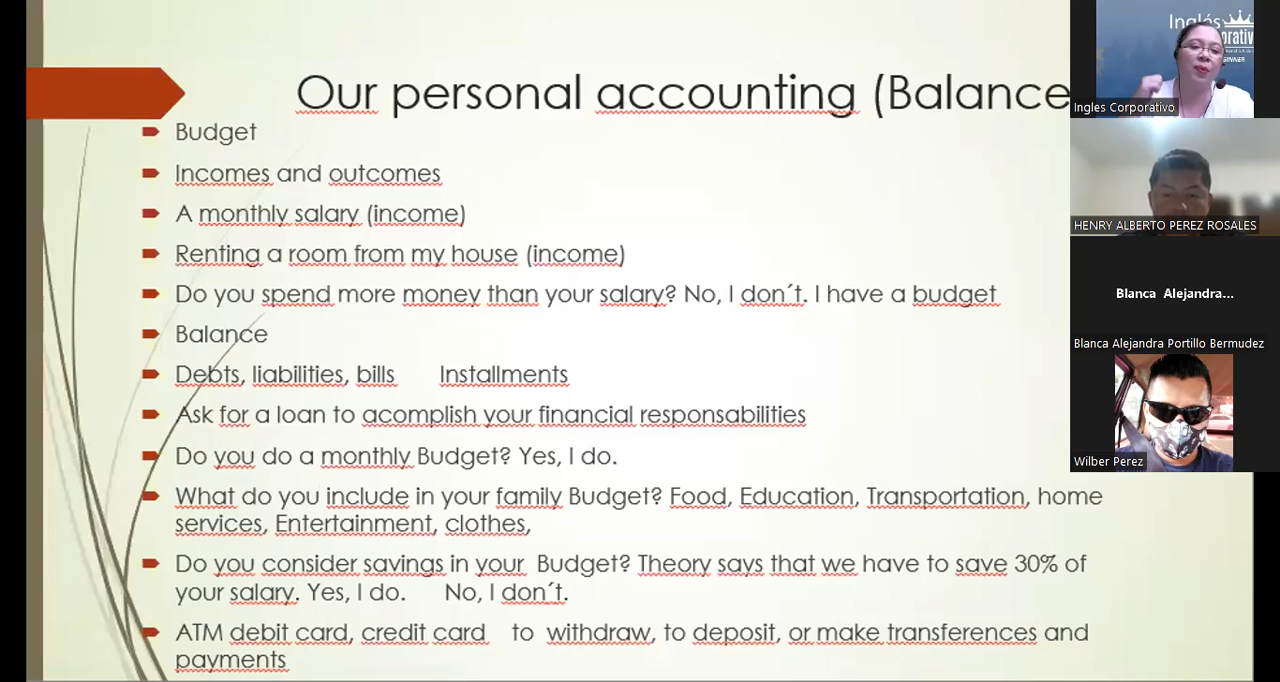 Our personal accounting (Balance
Budget
Incomes and outcomes
A monthly salary (income)
Renting a room from my house (income)
Do you spend more money than your salary? No, I don´t. I have a budget
Balance
Debts, liabilities, bills Installments
Ask for a loan to acomplish your financial responsabilities
Do you do a monthly Budget? Yes, I do.
What do you include in your family Budget? Food, Education, Transportation, home
services, Entertainment, clothes,
Do you consider savings in your Budget? Theory says that we have to save 30% of
your salary. Yes, I do. No, I don´t.
ATM debit card, credit card to withdraw, to deposit, or make transferences and
payments
Inglés
Ingles Corporativo
HENRY ALBERTO PEREZ ROSALES
Blanca Alejandra...
Blanca Alejandra Portillo Bermudez
Wilber Perez